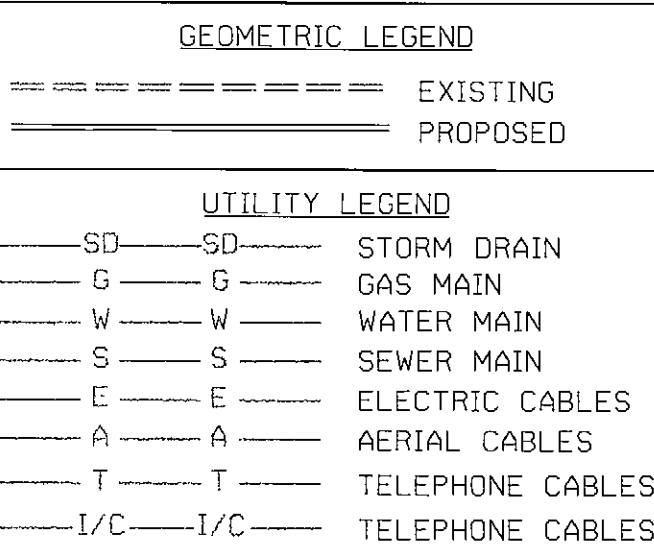 GEOMETRIC LEGEND
EXISTING
PROPOSED
UTILITY LEGEND
SD SD STORM DRAIN
G G GAS MAIN
W W WATER MAIN
S S SEWER MAIN
E E ELECTRIC CABLES
A A AERIAL CABLES
T T TELEPHONE CABLES
I/C I/C TELEPHONE CABLES